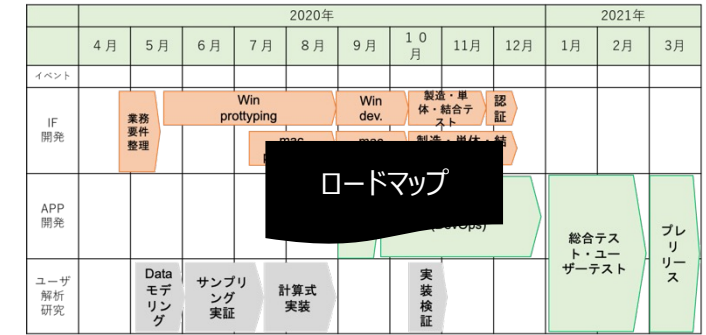 2020年
2021年
4月
5月
6月
7月
8月
9月
10
月
11月
12月
1月
2月
3月
イベント
IF
開発
業務
要件
整理
Win
prottyping
Win
dev.
製造・単
体・結合テ
スト
認
証
製造・単体・結
ロードマップ
APP
開発
総合テス
ト・ユー
ザーテスト
プレ
リ
リー
ス
ユーザ
解析
研究
Data
モデ
リン
グ
サンプリ
ング
実証
計算式
実装
実
装
検
証